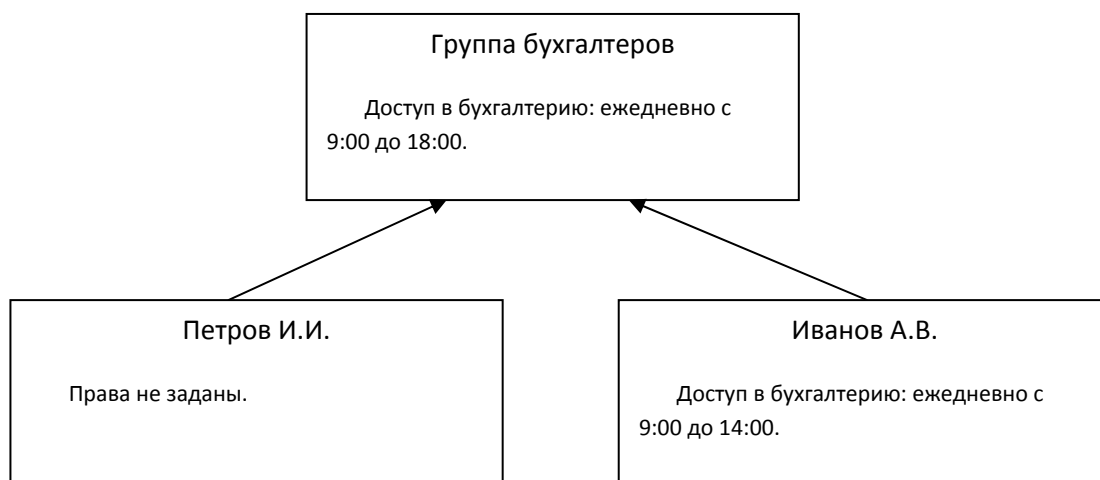 Группа бухгалтеров
Доступ в бухгалтерию: ежедневно с
9:00 до 18:00.
Петров И.И.
Права не заданы.
Иванов А.В.
Доступ в бухгалтерию: ежедневно с
9:00 до 14:00.